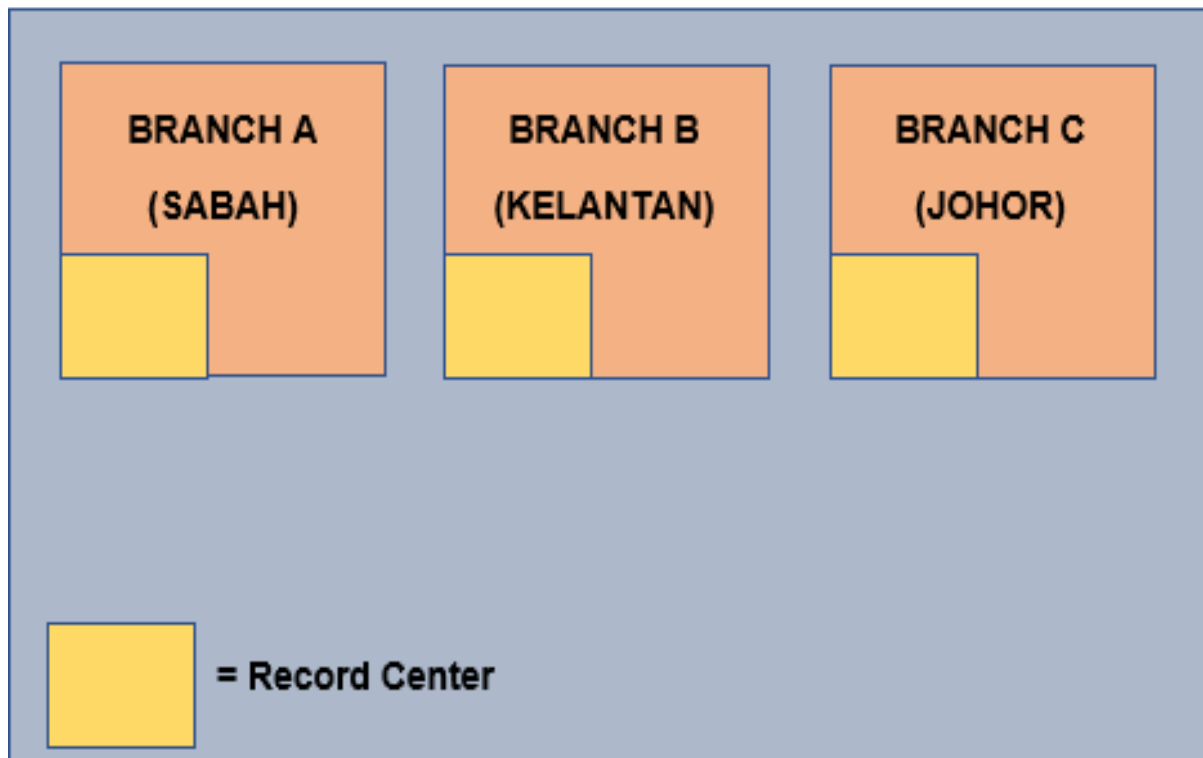 BRANCH A
(SABAH)
BRANCH B
(KELANTAN)
BRANCH C
(JOHOR)
= Record Center